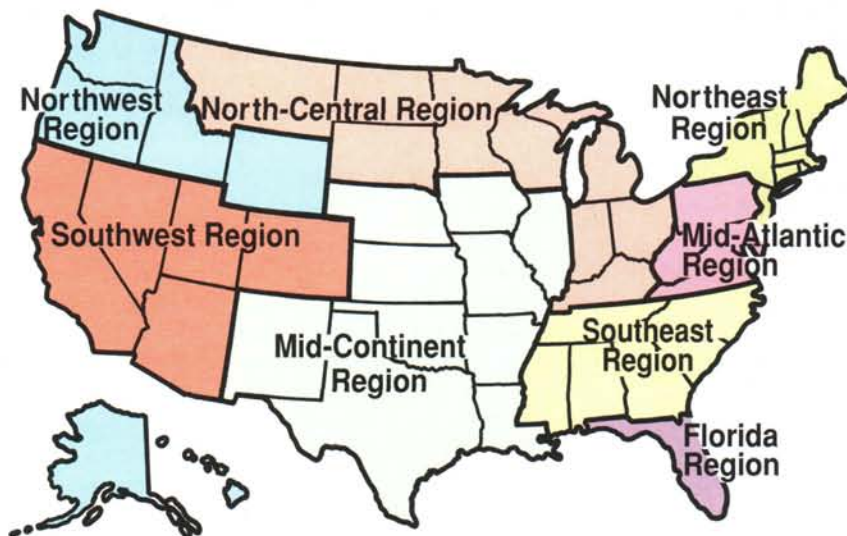 Northwest
Region
North-Central Region
Northeast
Region
Southwest Region
Mid-Atlantic
Region
Mid-Continent
Region
Southeast
Region
Florida
Region